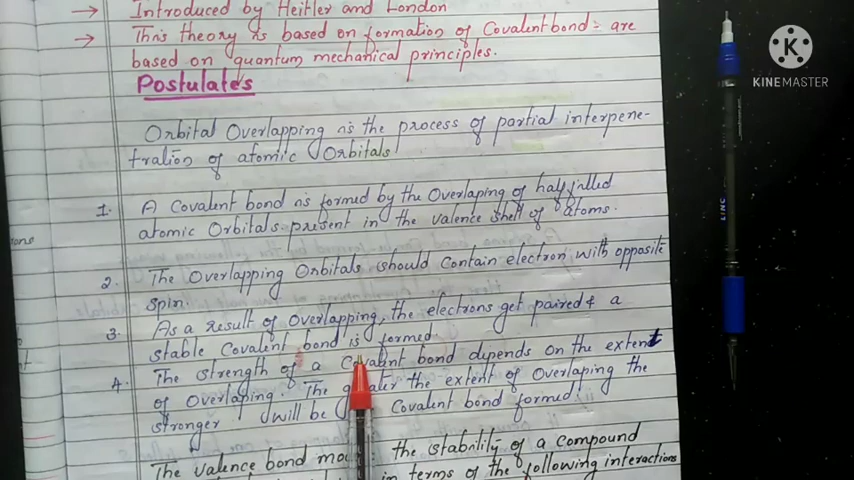 → Introduced by Heitler and London
→ This theory is based on formation of Covalent bond = are
based on quantum mechanical principles.
Postulates
Orbital Overlapping is the process of partial interpene-
tration of atomic Orbitals
1. A Covalent bond is formed by the Overlaping of half filled
atomic Orbitals present in the valence shell of atoms.
2. The Overlapping Orbitals should contain electron with opposite
spin.
3. As a result of overlapping, the electrons get paired & a
stable Covalent bond is formed.
4. The strength of a Covalent bond depends on the extent
of Overlaping. The greater the extent of Overlaping the
stronger will be Covalent bond formed.
The valence bond the stability of a compound
in terms of the following interactions
K
KINEMASTER
LINC